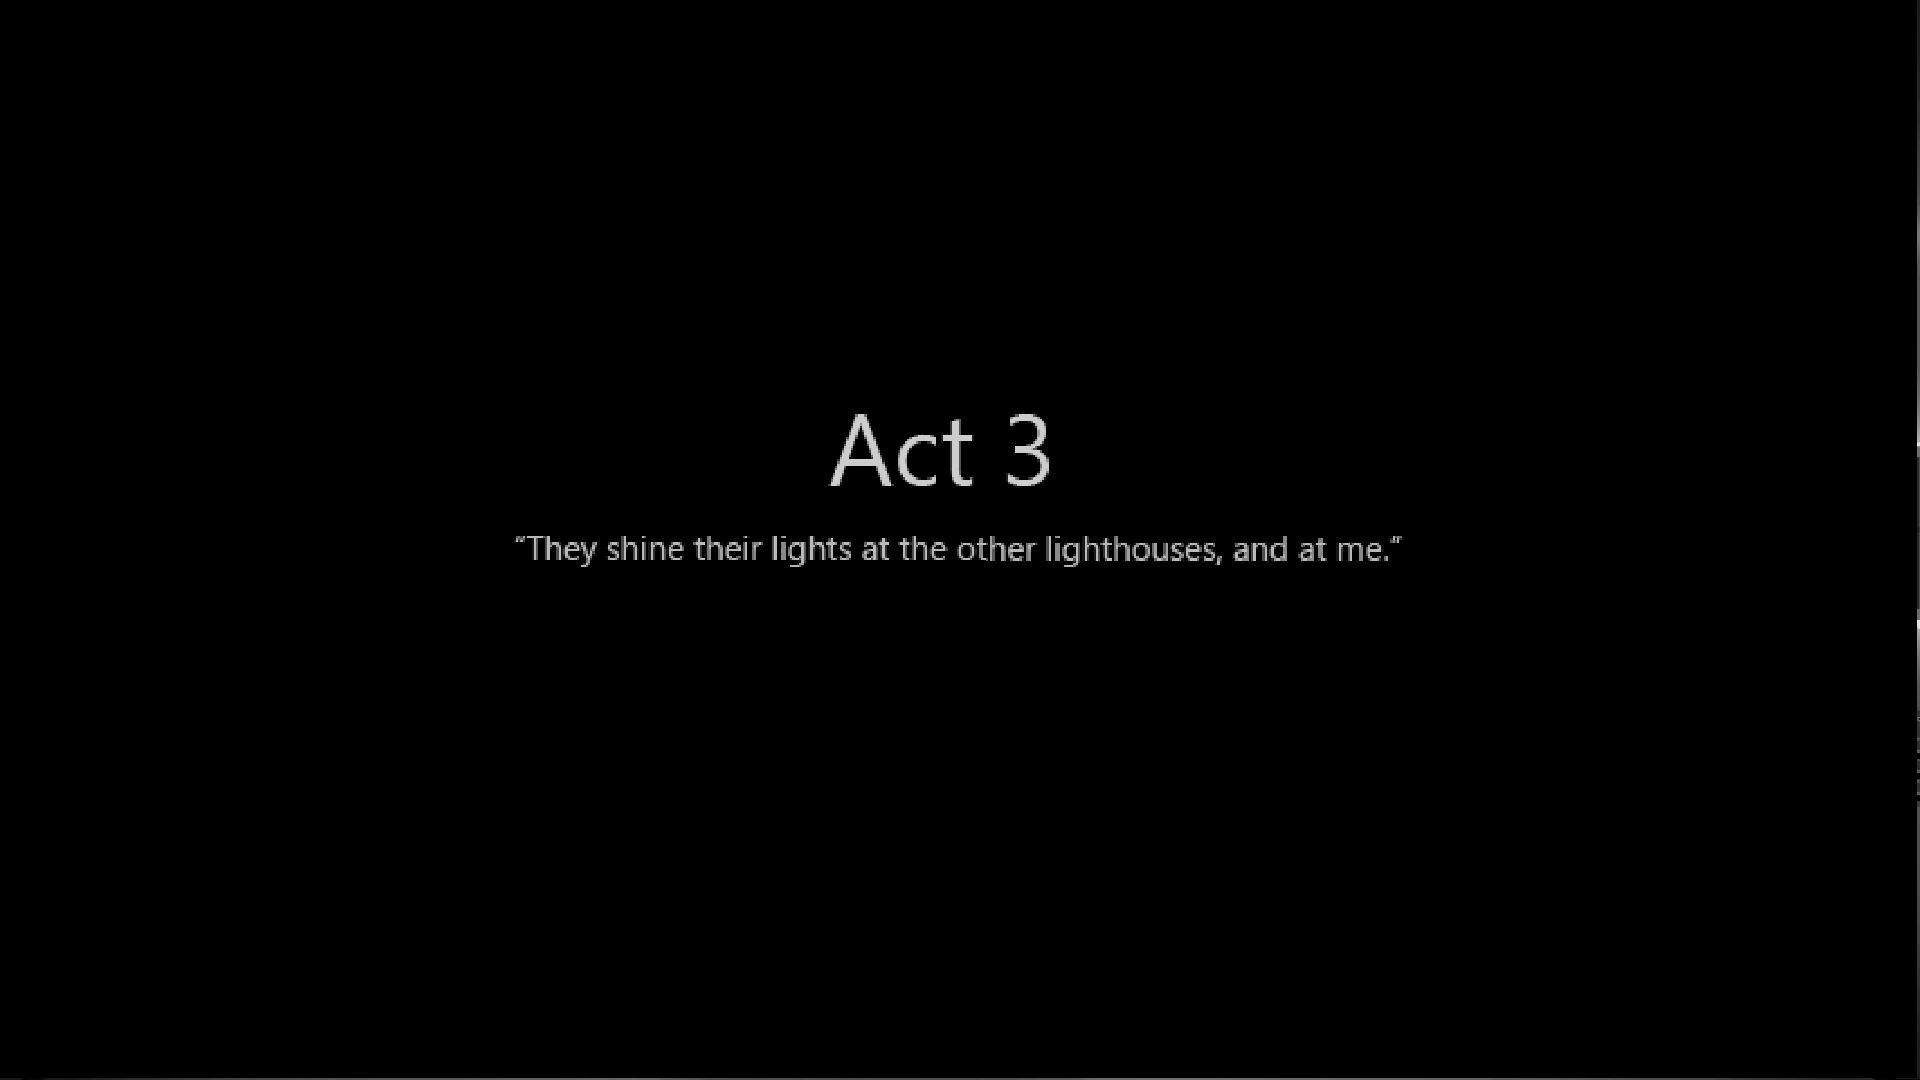 Act 3
“They shine their lights at the other lighthouses, and at me.”